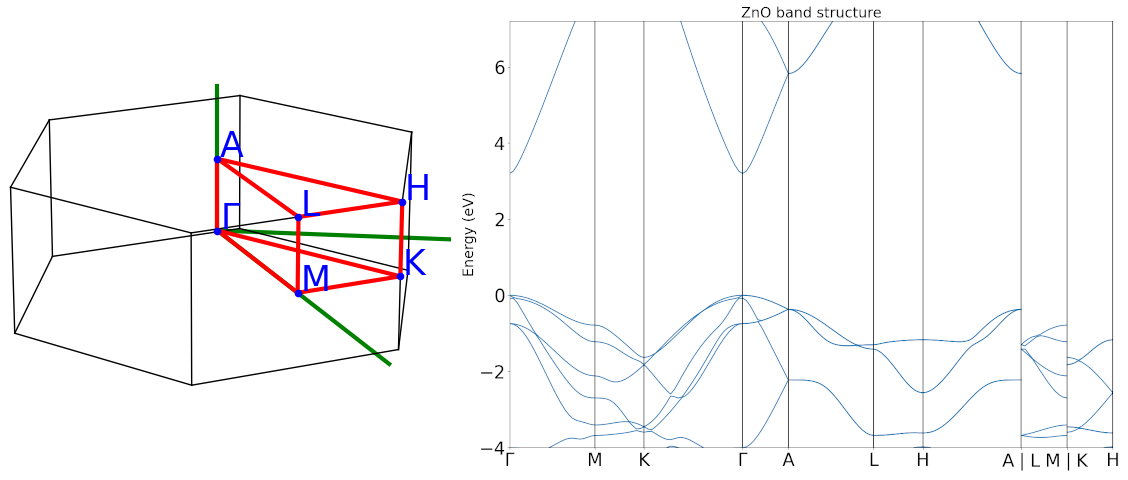 A
H
Γ
L
K
M
ZnO band structure
Energy (eV)
6
4
2
0
−2
−4
Γ M K Γ A L H A | L M | K H